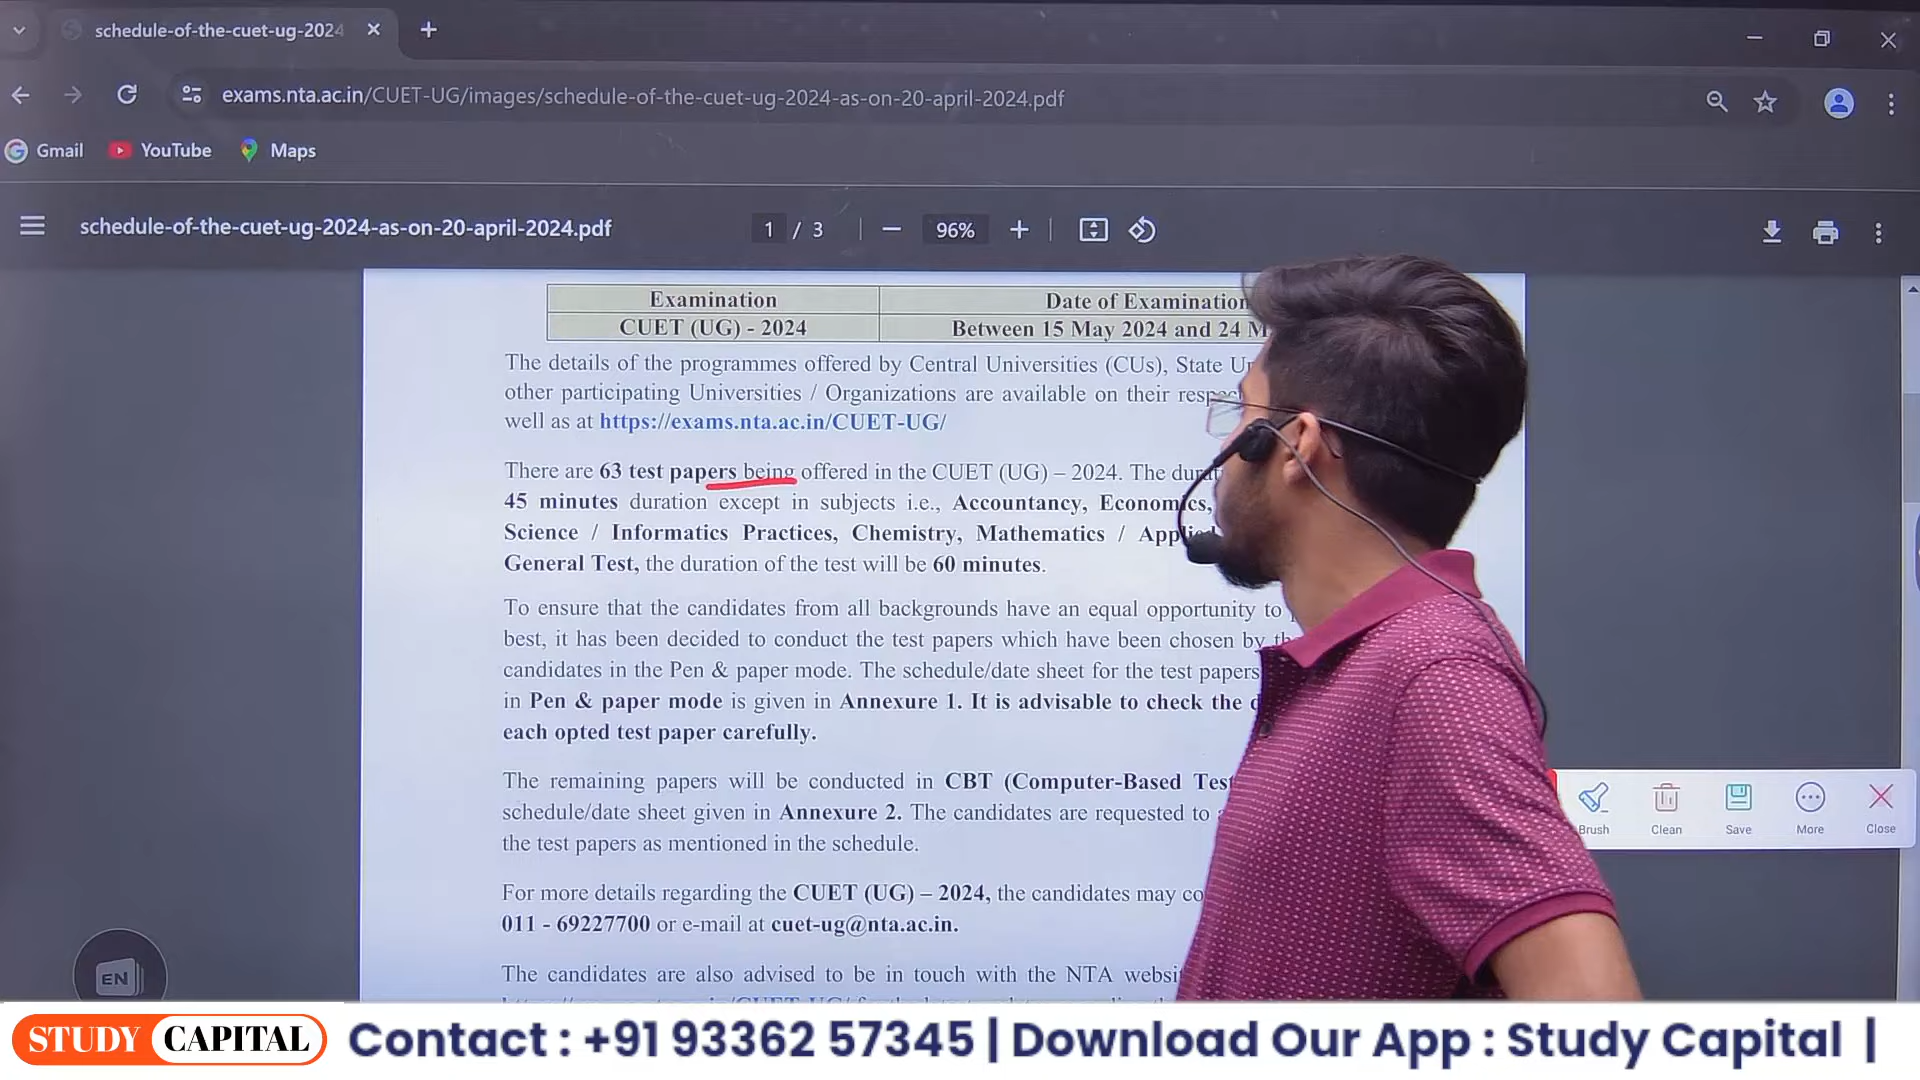 schedule-of-the-cuet-ug-2024
exams.nta.ac.in/CUET-UG/images/schedule-of-the-cuet-ug-2024-as-on-20-april-2024.pdf
Gmail YouTube Maps
schedule-of-the-cuet-ug-2024-as-on-20-april-2024.pdf 1 / 3 96%
Examination Date of Examination
CUET (UG) - 2024 Between 15 May 2024 and 24
The details of the programmes offered by Central Universities (CUs), State
other participating Universities / Organizations are available on their
well as at https://exams.nta.ac.in/CUET-UG/
There are 63 test papers being offered in the CUET (UG) – 2024. The
45 minutes duration except in subjects i.e., Accountancy, Economics,
Science / Informatics Practices, Chemistry, Mathematics /
General Test, the duration of the test will be 60 minutes.
To ensure that the candidates from all backgrounds have an equal opportunity to
best, it has been decided to conduct the test papers which have been chosen by
candidates in the Pen & paper mode. The schedule/date sheet for the test papers
in Pen & paper mode is given in Annexure 1. It is advisable to check the
each opted test paper carefully.
The remaining papers will be conducted in CBT (Computer-Based
schedule/date sheet given in Annexure 2. The candidates are requested to
the test papers as mentioned in the schedule.
For more details regarding the CUET (UG) – 2024, the candidates may
011 - 69227700 or e-mail at cuet-ug@nta.ac.in.
The candidates are also advised to be in touch with the NTA
Brush Clean Save More Close
EN
STUDY CAPITAL Contact : +91 93362 57345 | Download Our App : Study Capital |